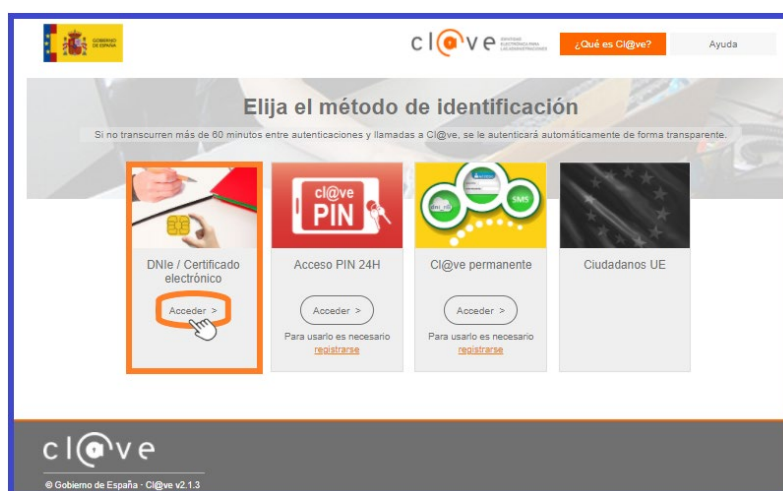 GOBIERNO
DE ESPAÑA
cl@ve
¿Qué es Cl@ve?
Ayuda
Elija el método de identificación
Si no transcurren más de 60 minutos entre autenticaciones y llamadas a Cl@ve, se le autenticará automáticamente de forma transparente.
cl@ve
PIN
SMS
DNIe / Certificado
electrónico
Acceso PIN 24H
Cl@ve permanente
Ciudadanos UE
Acceder >
Acceder >
Acceder >
Para usarlo es necesario
registrarse
Para usarlo es necesario
registrarse
cl@ve
© Gobierno de España - Cl@ve v2.1.3